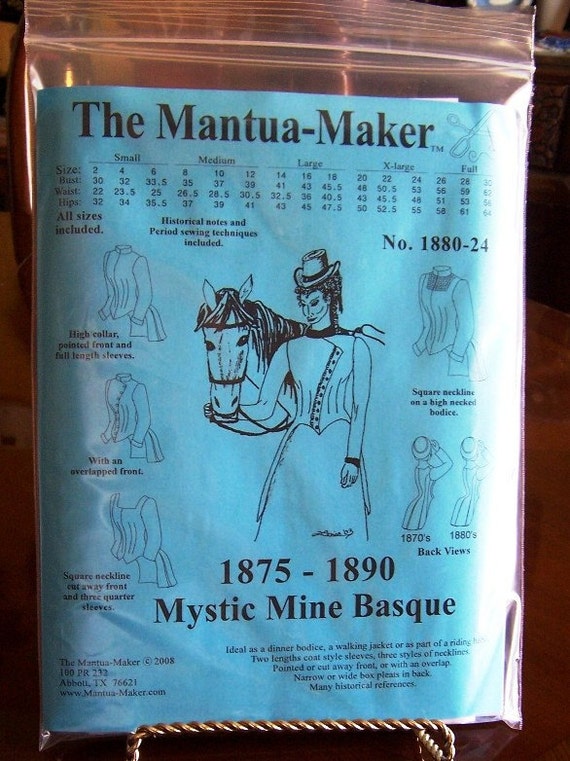 The Mantua-Maker TM
Small Medium Large X-large Full
Size: 2 4 6 8 10 12 14 16 18 20 22 24 26 28 30
Bust: 30 32 33.5 35 37 39 41 43 45.5 48 50.5 53 56 59
Waist: 22 23.5 25 26.5 28.5 30.5 32.5 36 40.5 43 45.5 48 51 53 56
Hips: 32 34 35.5 37 39 41 43 45 47.5 50 52.5 55 58 61 64
All sizes
included.
Historical notes and
Period sewing techniques
included.
No. 1880-24
High collar,
pointed front and
full length sleeves.
Square neckline
on a high necked
bodice.
With an
overlapped front.
1870's 1880's
Back Views
Square neckline
cut away front
and three quarter
sleeves.
1875 - 1890
Mystic Mine Basque
Ideal as a dinner bodice, a walking jacket or as part of a riding
Two lengths coat style sleeves, three styles of necklines.
Pointed or cut away front, or with an overlap.
Narrow or wide box pleats in back.
Many historical references.
The Mantua-Maker © 2008
100 PR 232
Abbott, TX 76621
www.Mantua-Maker.com